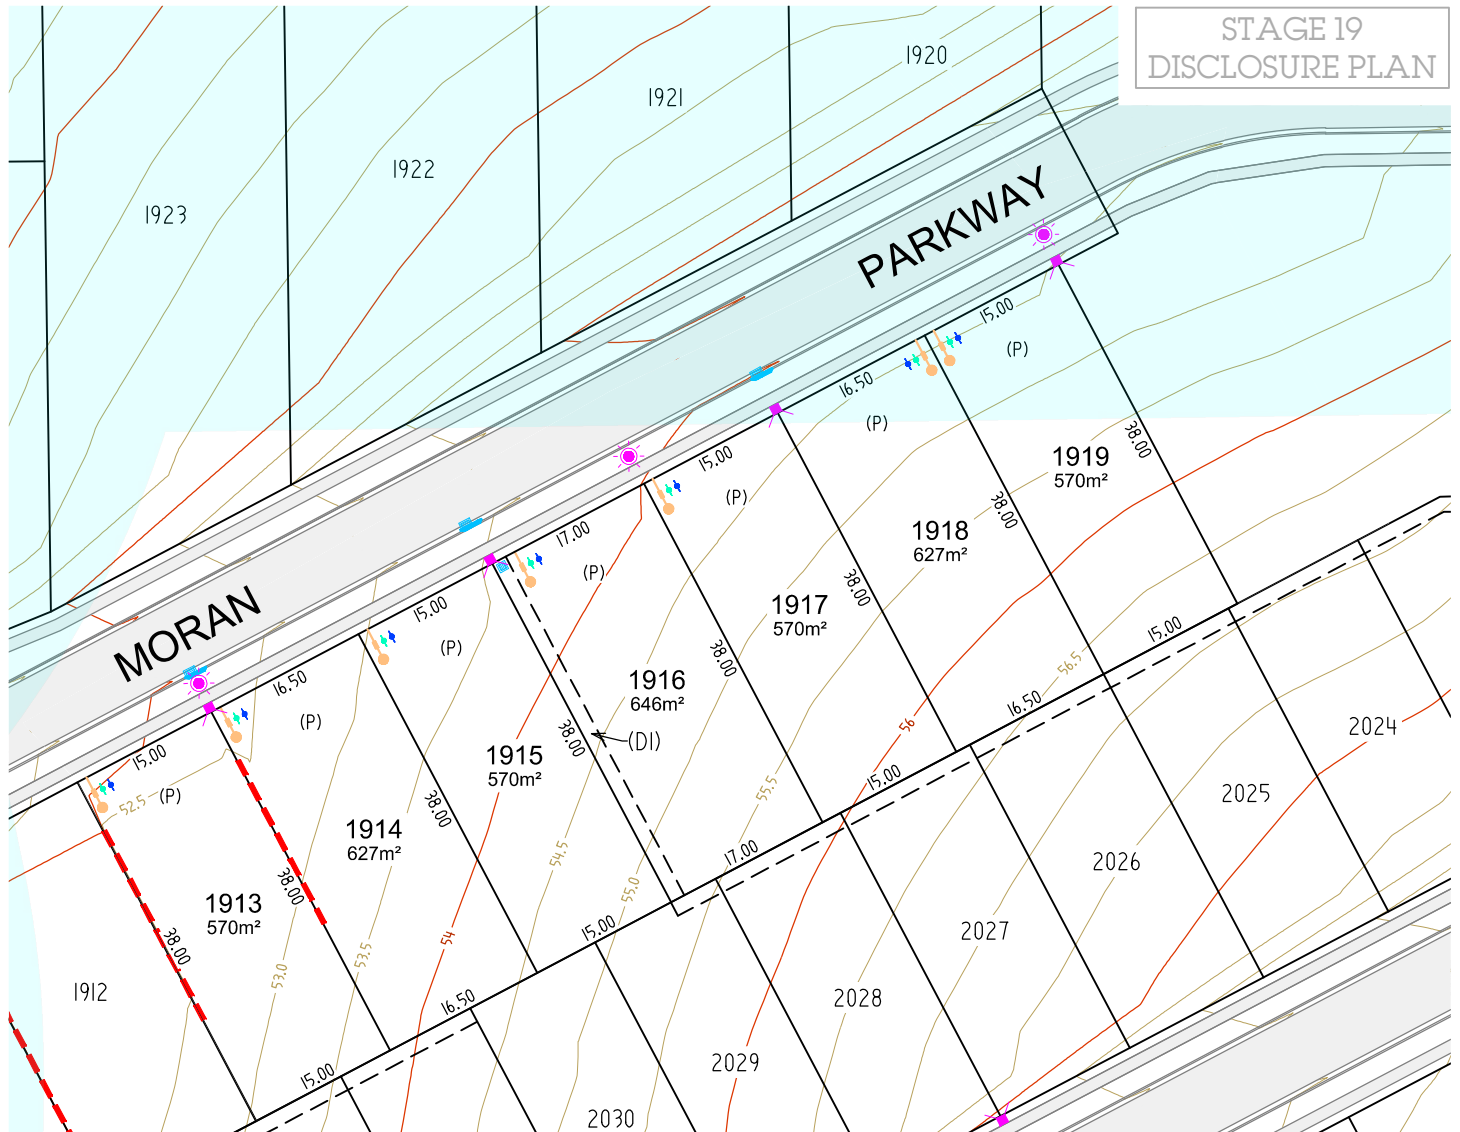 STAGE 19
DISCLOSURE PLAN
1920
1921
1922
1923
PARKWAY
MORAN
15.00
(P)
16.50
(P)
38.00
1919
570m²
15.00
(P)
38.00
1918
627m²
17.00
(P)
38.00
1917
570m²
15.00
(P)
38.00
1916
646m²
(D1)
16.50
(P)
38.00
1915
570m²
15.00
(P)
52.5
38.00
1914
627m²
38.00
1913
570m²
38.00
1912
15.00
56.5
16.50
56
15.00
55.5
17.00
54.5
55.0
15.00
54
53.5
53.0
16.50
15.00
2024
2025
2026
2027
2028
2029
2030